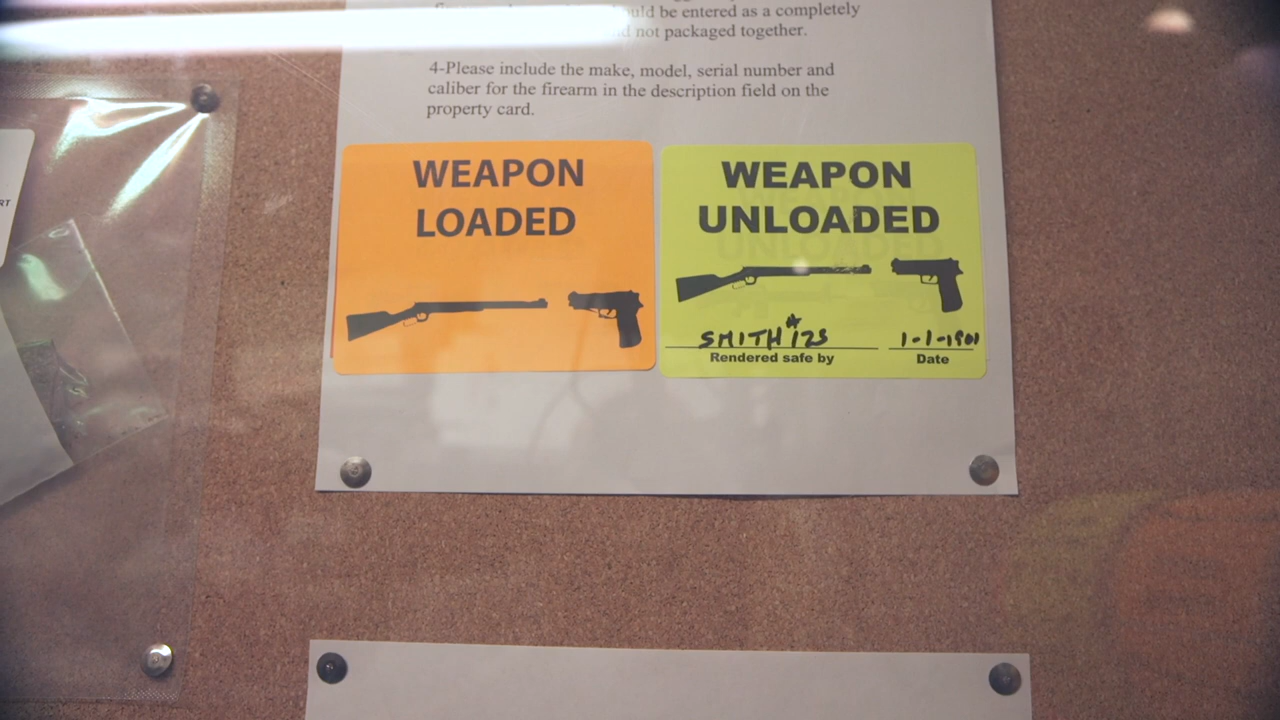 be entered as a completely
not packaged together.
4-Please include the make, model, serial number and
caliber for the firearm in the description field on the
property card.
WEAPON
LOADED
WEAPON
UNLOADED
SMITH #123 1-1-1901
Rendered safe by Date
RT